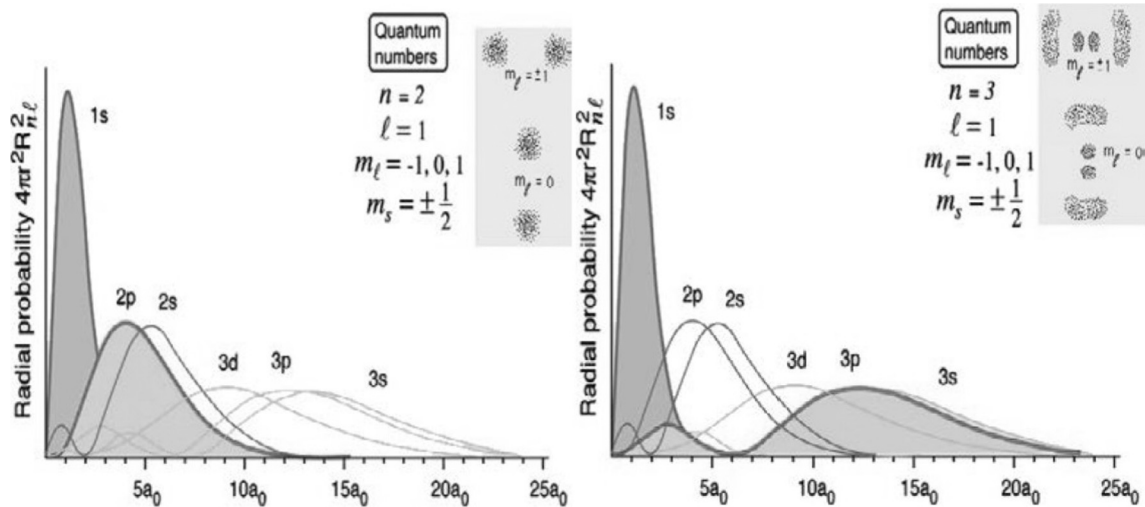 Quantum
numbers
n = 2
ℓ = 1
mℓ = -1, 0, 1
ms = ± 1/2
mℓ = ±1
mℓ = 0
Radial probability 4πr²R²nℓ
1s
2p
2s
3d
3p
3s
5a₀
10a₀
15a₀
20a₀
25a₀
Quantum
numbers
n = 3
ℓ = 1
mℓ = -1, 0, 1
ms = ± 1/2
mℓ = ±1
mℓ = 0
Radial probability 4πr²R²nℓ
1s
2p
2s
3d
3p
3s
5a₀
10a₀
15a₀
20a₀
25a₀